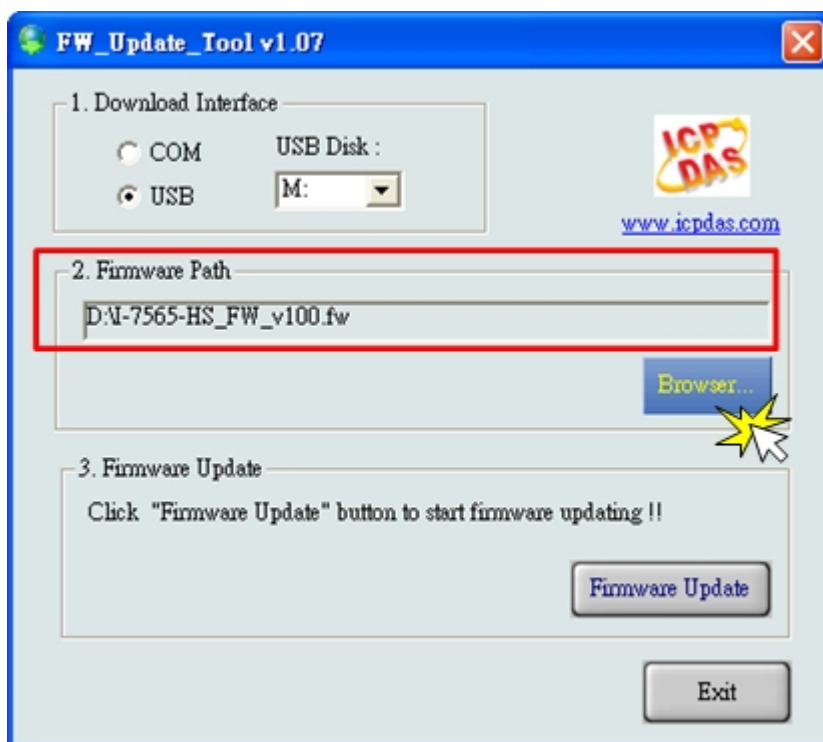 FW_Update_Tool v1.07
1. Download Interface
COM
USB Disk :
USB
M:
ICP
DAS
www.icpdas.com
2. Firmware Path
D:\I-7565-HS_FW_v100.fw
Browser...
3. Firmware Update
Click "Firmware Update" button to start firmware updating !!
Firmware Update
Exit